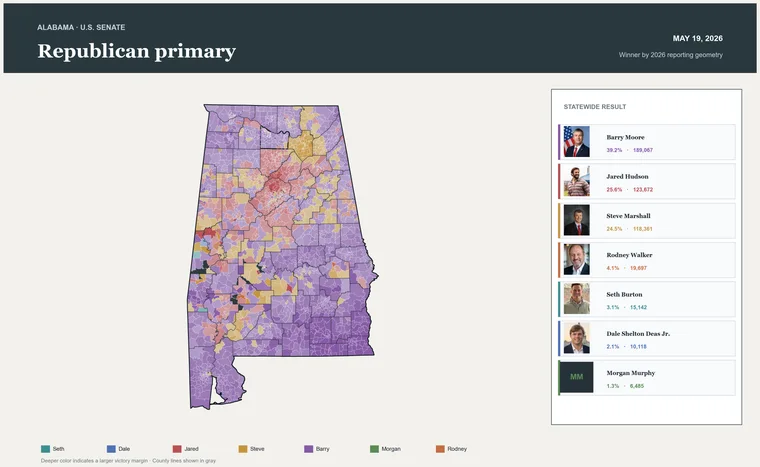 ALABAMA · U.S. SENATE
Republican primary
MAY 19, 2026
Winner by 2026 reporting geometry
STATEWIDE RESULT
Barry Moore
39.2% · 189,067
Jared Hudson
25.6% · 123,672
Steve Marshall
24.5% · 118,361
Rodney Walker
4.1% · 19,697
Seth Burton
3.1% · 15,142
Dale Shelton Deas Jr.
2.1% · 10,118
MM
Morgan Murphy
1.3% · 6,485
Seth
Dale
Jared
Steve
Barry
Morgan
Rodney
Deeper color indicates a larger victory margin · County lines shown in gray